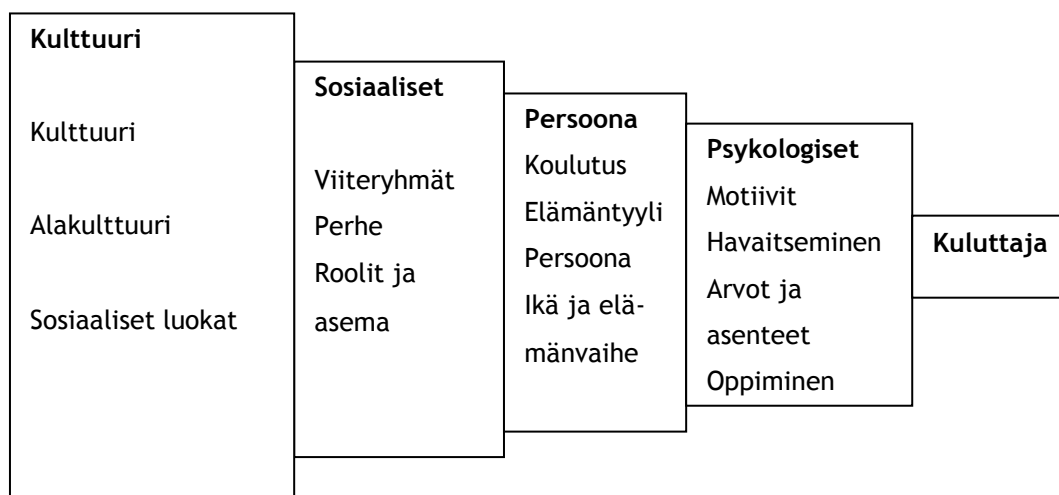 Kulttuuri
Kulttuuri
Alakulttuuri
Sosiaaliset luokat
Sosiaaliset
Viiteryhmät
Perhe
Roolit ja
asema
Persoona
Koulutus
Elämäntyyli
Persoona
Ikä ja elä-
mänvaihe
Psykologiset
Motiivit
Havaitseminen
Arvot ja
asenteet
Oppiminen
Kuluttaja